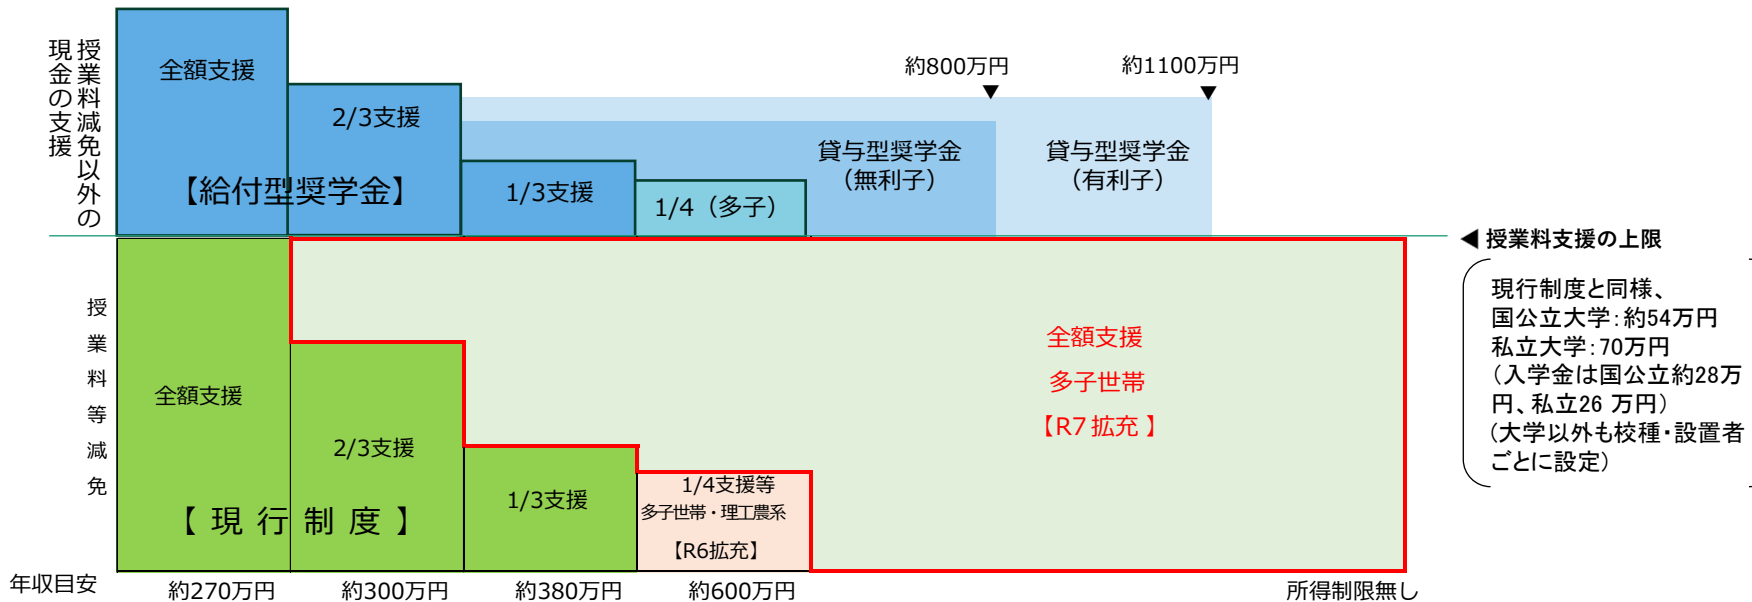 授業料減免以外の
現金の支援
全額支援
2/3支援
【給付型奨学金】
1/3支援
1/4（多子）
約800万円
▼
約1100万円
▼
貸与型奨学金
（無利子）
貸与型奨学金
（有利子）
◀ 授業料支援の上限
現行制度と同様、
国公立大学：約54万円
私立大学：70万円
（入学金は国公立約28万
円、私立26 万円）
（大学以外も校種・設置者
ごとに設定）
授業料等減免
全額支援
2/3支援
【 現 行 制 度 】
1/3支援
1/4支援等
多子世帯・理工農系
【R6拡充】
全額支援
多子世帯
【R7 拡充 】
年収目安
約270万円
約300万円
約380万円
約600万円
所得制限無し